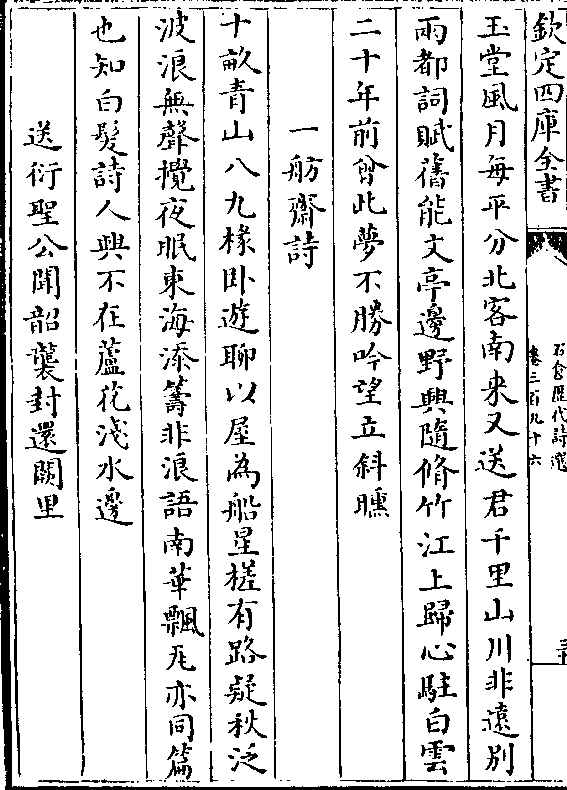 欽定四庫全書
石倉歷代詩選
卷三百九十六
玉堂風月每平分北客南來又送君千里山川非遠別
兩都詞賦舊能文亭邊野興隨脩竹江上歸心駐白雲
二十年前曾此夢不勝吟望立斜曛
一舫齋詩
十畝青山八九椽卧遊聊以屋為船星槎有路疑秋泛
波浪無聲攪夜眠東海添籌非浪語南華飄瓦亦同篇
也知白髮詩人興不在蘆花淺水邊
送衍聖公聞韶襲封還闕里